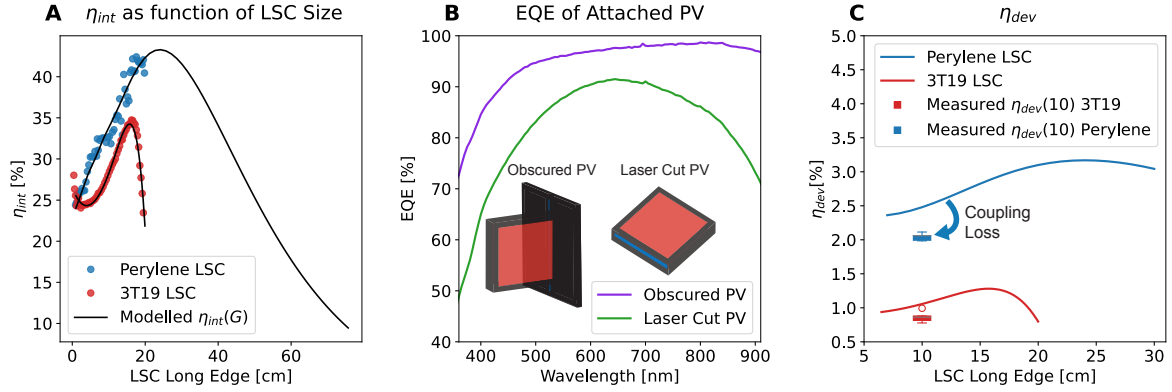 A
η_int as function of LSC Size
η_int [%]
40
35
30
25
20
15
10
Perylene LSC
3T19 LSC
Modelled η_int(G)
0
20
40
60
LSC Long Edge [cm]
B
EQE of Attached PV
EQE [%]
100
90
80
70
60
50
40
Obscured PV
Laser Cut PV
Obscured PV
Laser Cut PV
400
500
600
700
800
900
Wavelength [nm]
C
η_dev
η_dev[%]
5.0
4.5
4.0
3.5
3.0
2.5
2.0
1.5
1.0
0.5
Perylene LSC
3T19 LSC
Measured η_dev(10) 3T19
Measured η_dev(10) Perylene
Coupling
Loss
5
10
15
20
25
30
LSC Long Edge [cm]